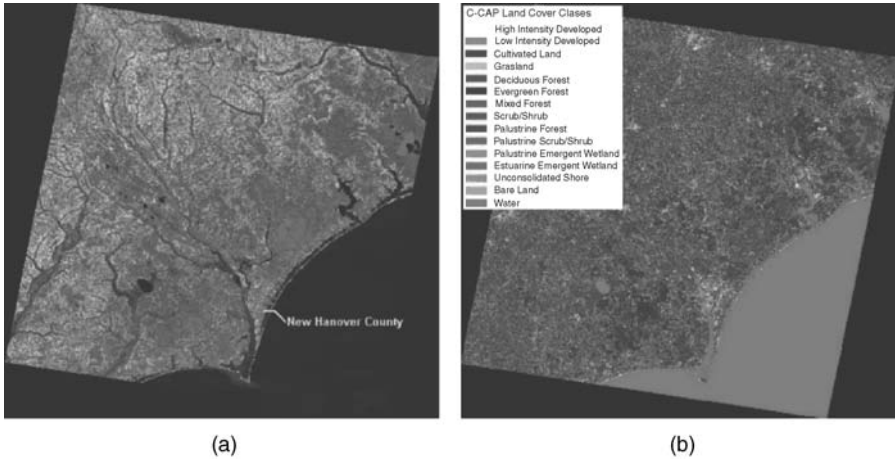 New Hanover County
(a)
C-CAP Land Cover Clases
High Intensity Developed
Low Intensity Developed
Cultivated Land
Grasland
Deciduous Forest
Evergreen Forest
Mixed Forest
Scrub/Shrub
Palustrine Forest
Palustrine Scrub/Shrub
Palustrine Emergent Wetland
Estuarine Emergent Wetland
Unconsolidated Shore
Bare Land
Water
(b)